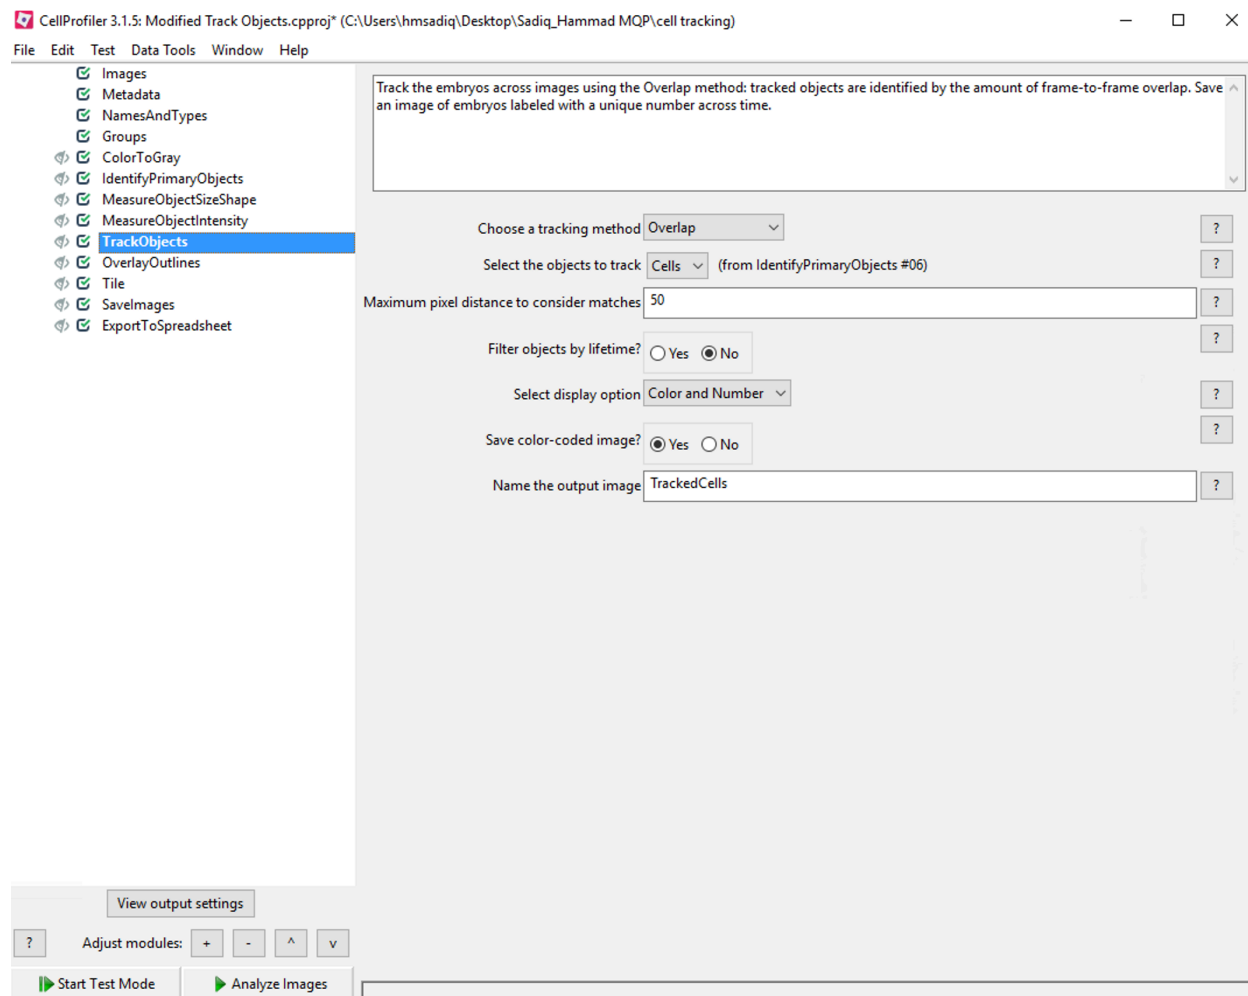 CellProfiler 3.1.5: Modified Track Objects.cpproj* (C:\Users\hmsadiq\Desktop\Sadiq_Hammad MQP\cell tracking)
File Edit Test Data Tools Window Help
Images
Metadata
NamesAndTypes
Groups
ColorToGray
IdentifyPrimaryObjects
MeasureObjectSizeShape
MeasureObjectIntensity
TrackObjects
OverlayOutlines
Tile
SaveImages
ExportToSpreadsheet
Track the embryos across images using the Overlap method: tracked objects are identified by the amount of frame-to-frame overlap. Save
an image of embryos labeled with a unique number across time.
Choose a tracking method Overlap ?
Select the objects to track Cells (from IdentifyPrimaryObjects #06) ?
Maximum pixel distance to consider matches 50 ?
Filter objects by lifetime? Yes No ?
Select display option Color and Number ?
Save color-coded image? Yes No ?
Name the output image TrackedCells ?
View output settings
? Adjust modules: + - ^ v
Start Test Mode Analyze Images